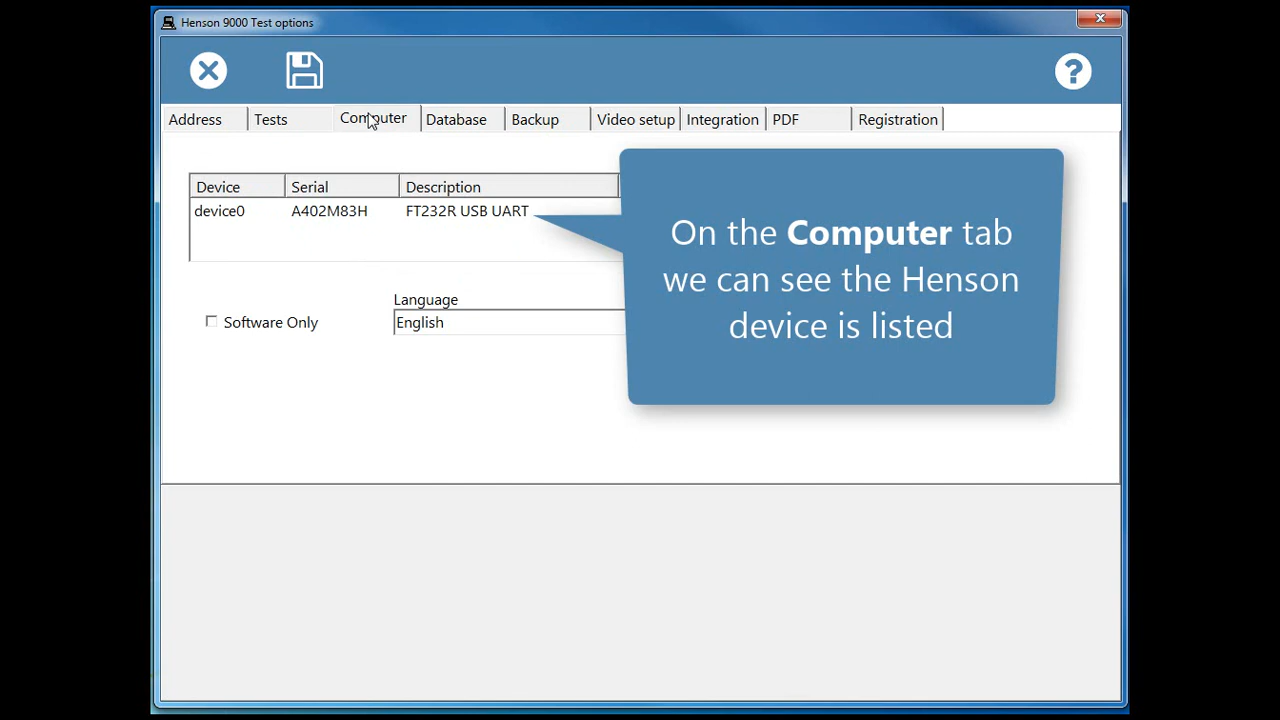 Henson 9000 Test options
Address Tests Computer Database Backup Video setup Integration PDF Registration
Device Serial Description
device0 A402M83H FT232R USB UART
On the Computer tab
we can see the Henson
device is listed
Language
Software Only English